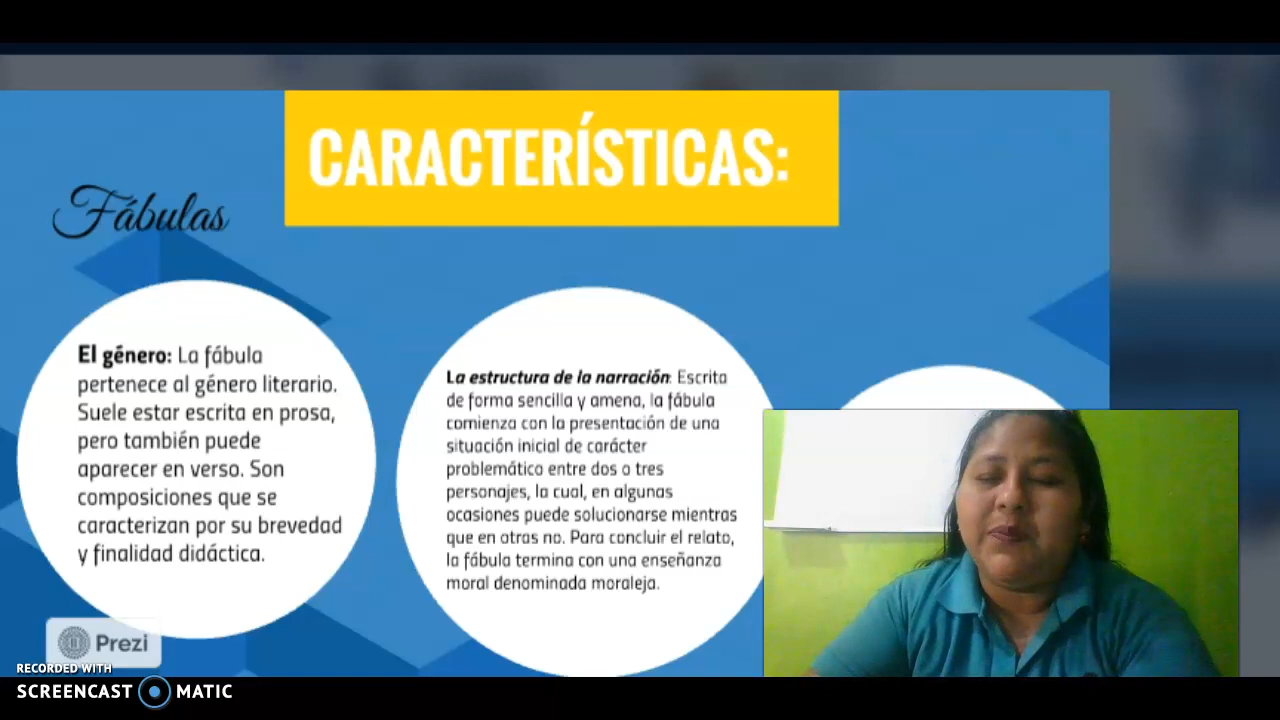 CARACTERÍSTICAS:
Fábulas
El género: La fábula
pertenece al género literario.
Suele estar escrita en prosa,
pero también puede
aparecer en verso. Son
composiciones que se
caracterizan por su brevedad
y finalidad didáctica.
La estructura de la narración: Escrita
de forma sencilla y amena, la fábula
comienza con la presentación de una
situación inicial de carácter
problemático entre dos o tres
personajes, la cual, en algunas
ocasiones puede solucionarse mientras
que en otras no. Para concluir el relato,
la fábula termina con una enseñanza
moral denominada moraleja.
Prezi
RECORDED WITH
SCREENCAST MATIC